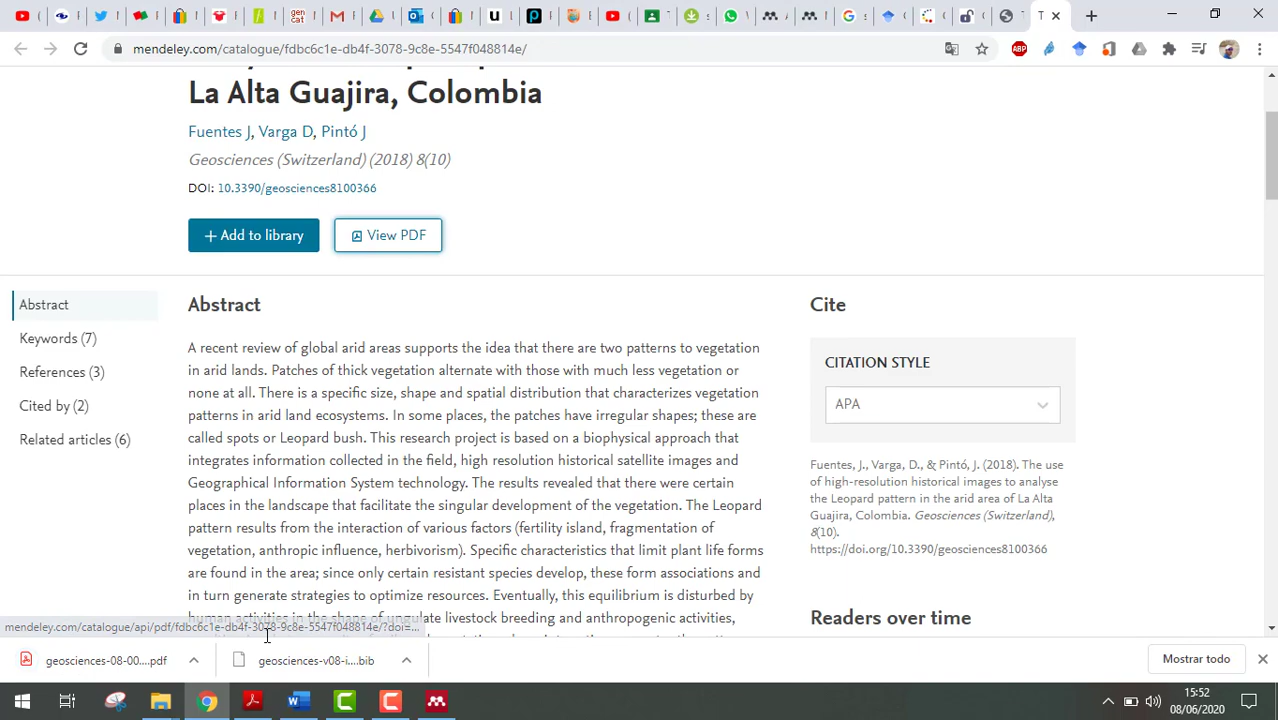 T
mendeley.com/catalogue/fdbc6c1e-db4f-3078-9c8e-5547f048814e/
ABP
La Alta Guajira, Colombia
Fuentes J, Varga D, Pintó J
Geosciences (Switzerland) (2018) 8(10)
DOI: 10.3390/geosciences8100366
+ Add to library
View PDF
Abstract
Keywords (7)
References (3)
Cited by (2)
Related articles (6)
Abstract
A recent review of global arid areas supports the idea that there are two patterns to vegetation
in arid lands. Patches of thick vegetation alternate with those with much less vegetation or
none at all. There is a specific size, shape and spatial distribution that characterizes vegetation
patterns in arid land ecosystems. In some places, the patches have irregular shapes; these are
called spots or Leopard bush. This research project is based on a biophysical approach that
integrates information collected in the field, high resolution historical satellite images and
Geographical Information System technology. The results revealed that there were certain
places in the landscape that facilitate the singular development of the vegetation. The Leopard
pattern results from the interaction of various factors (fertility island, fragmentation of
vegetation, anthropic influence, herbivorism). Specific characteristics that limit plant life forms
are found in the area; since only certain resistant species develop, these form associations and
in turn generate strategies to optimize resources. Eventually, this equilibrium is disturbed by
human activities in the shape of ungulate livestock breeding and anthropogenic activities,
Cite
CITATION STYLE
APA
Fuentes, J., Varga, D., & Pintó, J. (2018). The use
of high-resolution historical images to analyse
the Leopard pattern in the arid area of La Alta
Guajira, Colombia. Geosciences (Switzerland),
8(10).
https://doi.org/10.3390/geosciences8100366
Readers over time
mendeley.com/catalogue/api/pdf/fdbc6c1e-db4f-3078-9c8e-5547f048814e/?doi=...
geosciences-08-00....pdf
geosciences-v08-i....bib
Mostrar todo
15:52
08/06/2020